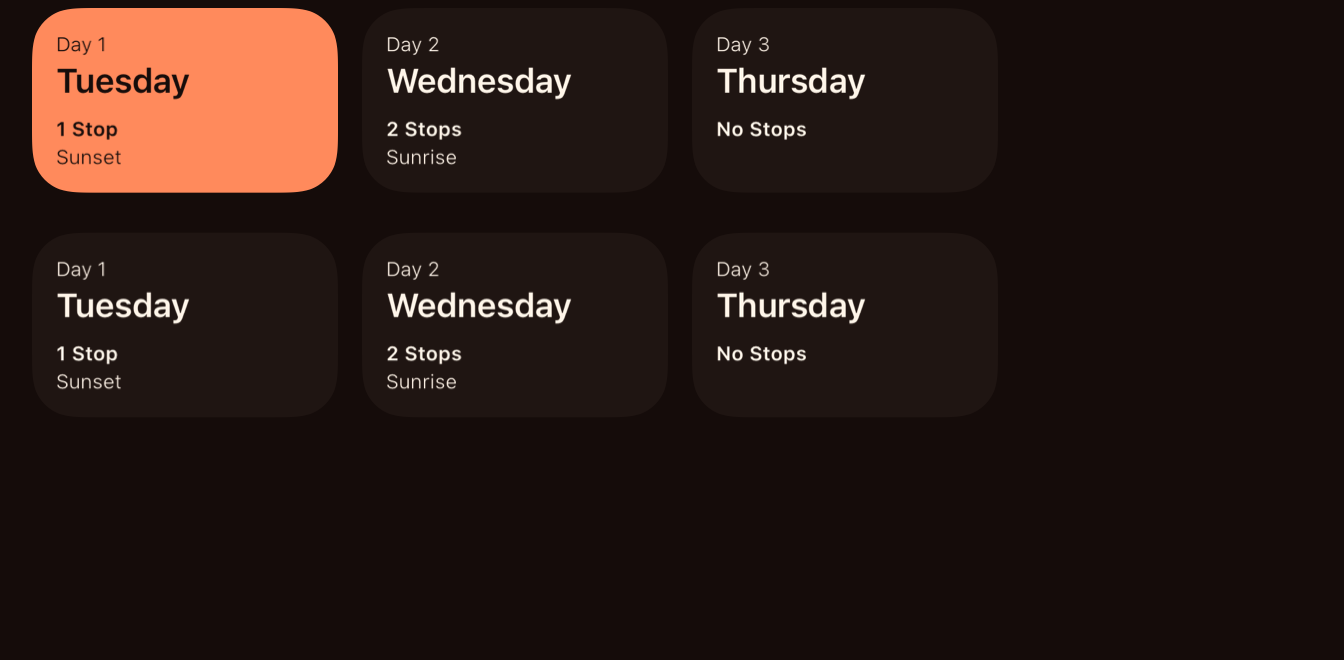 Day 1
Tuesday
1 Stop
Sunset
Day 2
Wednesday
2 Stops
Sunrise
Day 3
Thursday
No Stops
Day 1
Tuesday
1 Stop
Sunset
Day 2
Wednesday
2 Stops
Sunrise
Day 3
Thursday
No Stops